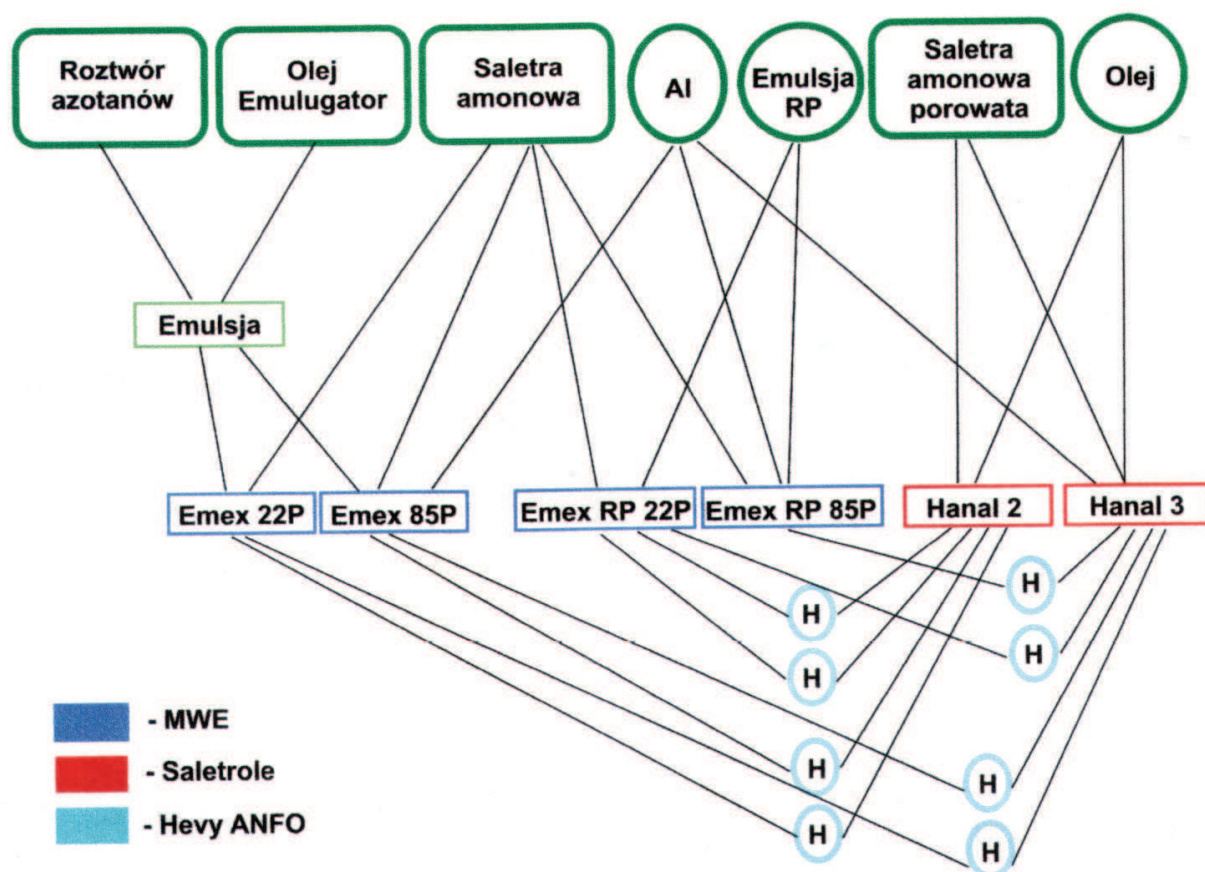 Roztwór
azotanów
Olej
Emulugator
Saletra
amonowa
Al
Emulsja
RP
Saletra
amonowa
porowata
Olej
Emulsja
Emex 22P
Emex 85P
Emex RP 22P
Emex RP 85P
Hanal 2
Hanal 3
H
H
H
H
H
H
H
H
- MWE
- Saletrole
- Hevy ANFO